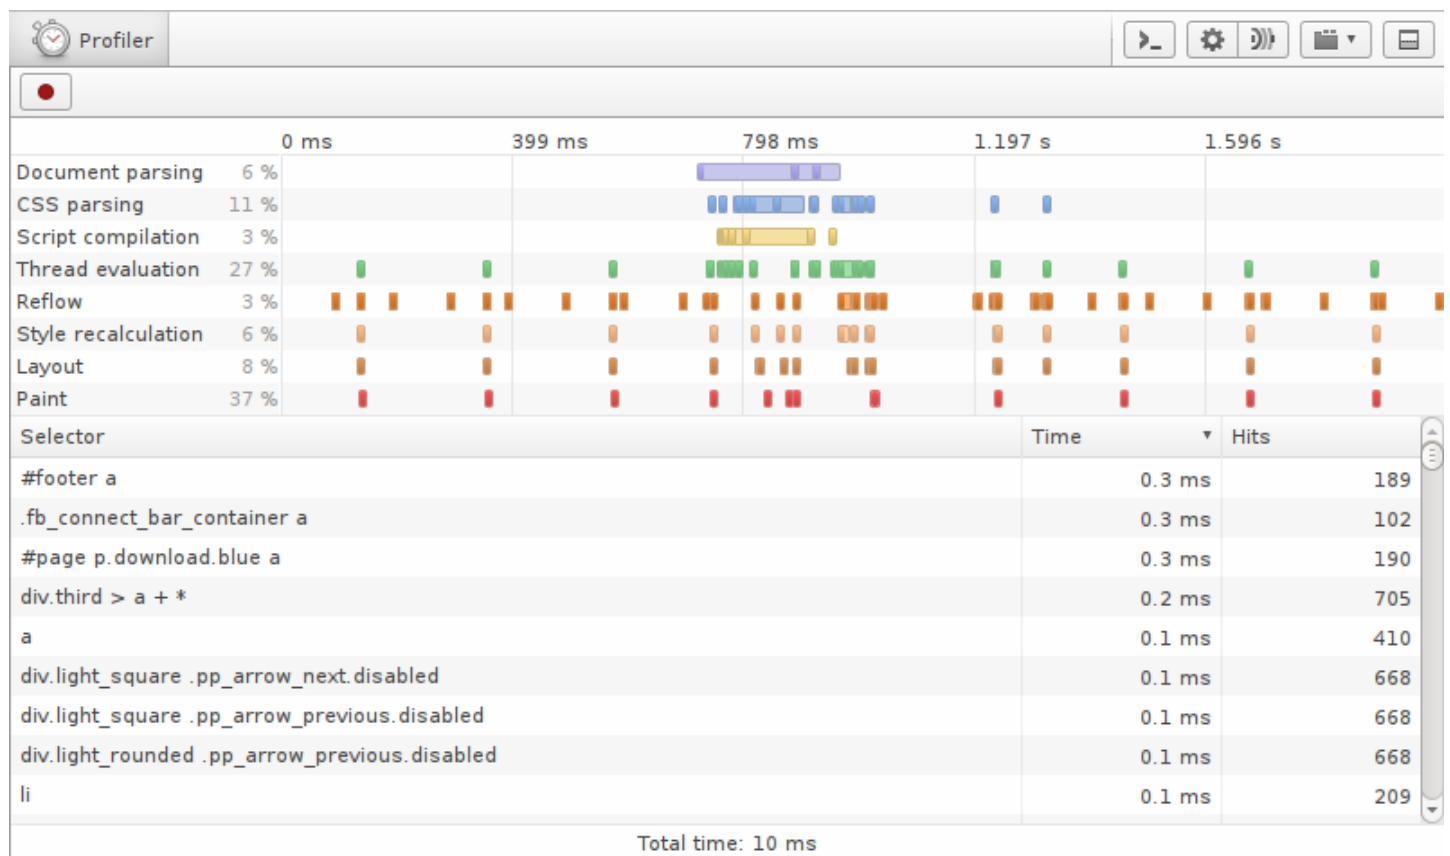 Profiler
0 ms 399 ms 798 ms 1.197 s 1.596 s
Document parsing 6 %
CSS parsing 11 %
Script compilation 3 %
Thread evaluation 27 %
Reflow 3 %
Style recalculation 6 %
Layout 8 %
Paint 37 %
Selector Time Hits
#footer a 0.3 ms 189
.fb_connect_bar_container a 0.3 ms 102
#page p.download.blue a 0.3 ms 190
div.third > a + * 0.2 ms 705
a 0.1 ms 410
div.light_square .pp_arrow_next.disabled 0.1 ms 668
div.light_square .pp_arrow_previous.disabled 0.1 ms 668
div.light_rounded .pp_arrow_previous.disabled 0.1 ms 668
li 0.1 ms 209
Total time: 10 ms